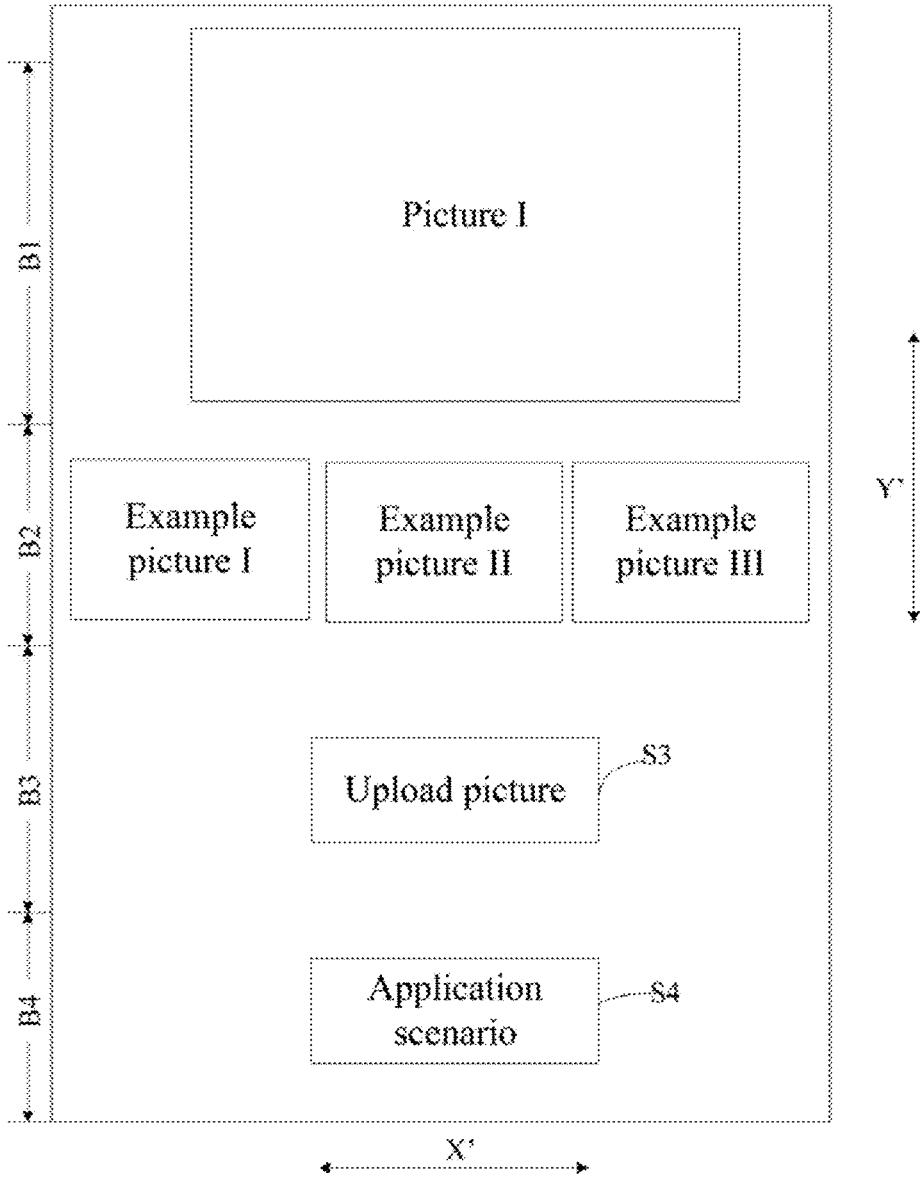 Picture I
B1
Y'
Example
picture I
Example
picture II
Example
picture III
B2
S3
Upload picture
B3
Application
scenario
S4
B4
X'